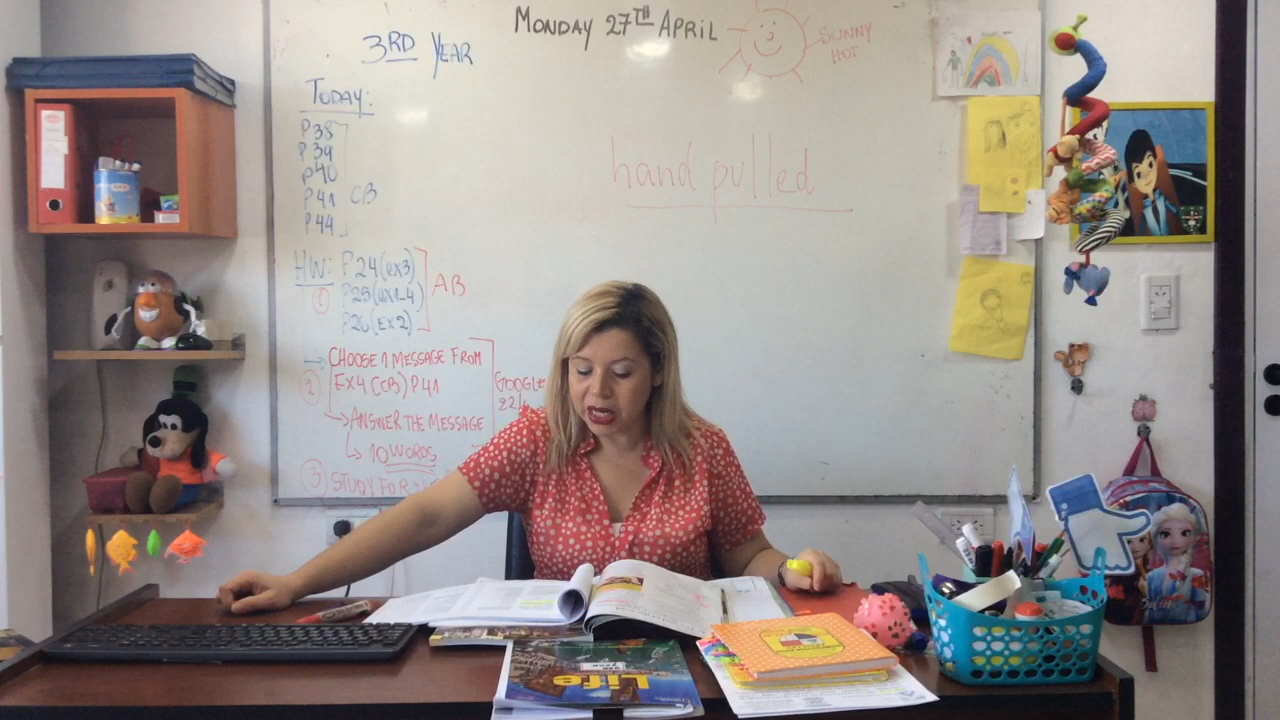 MONDAY 27TH APRIL
SUNNY
HOT
3RD YEAR
TODAY:
P38
P39
P40
P41
P44
CB
hand pulled
HW:
1
P24 (ex3)
P25 (ex1-4)
P26 (EX2)
AB
2
CHOOSE 1 MESSAGE FROM
EX4 (CB) P41
ANSWER THE MESSAGE
10 WORDS
GOOGLE
3 STUDY FOR
Life